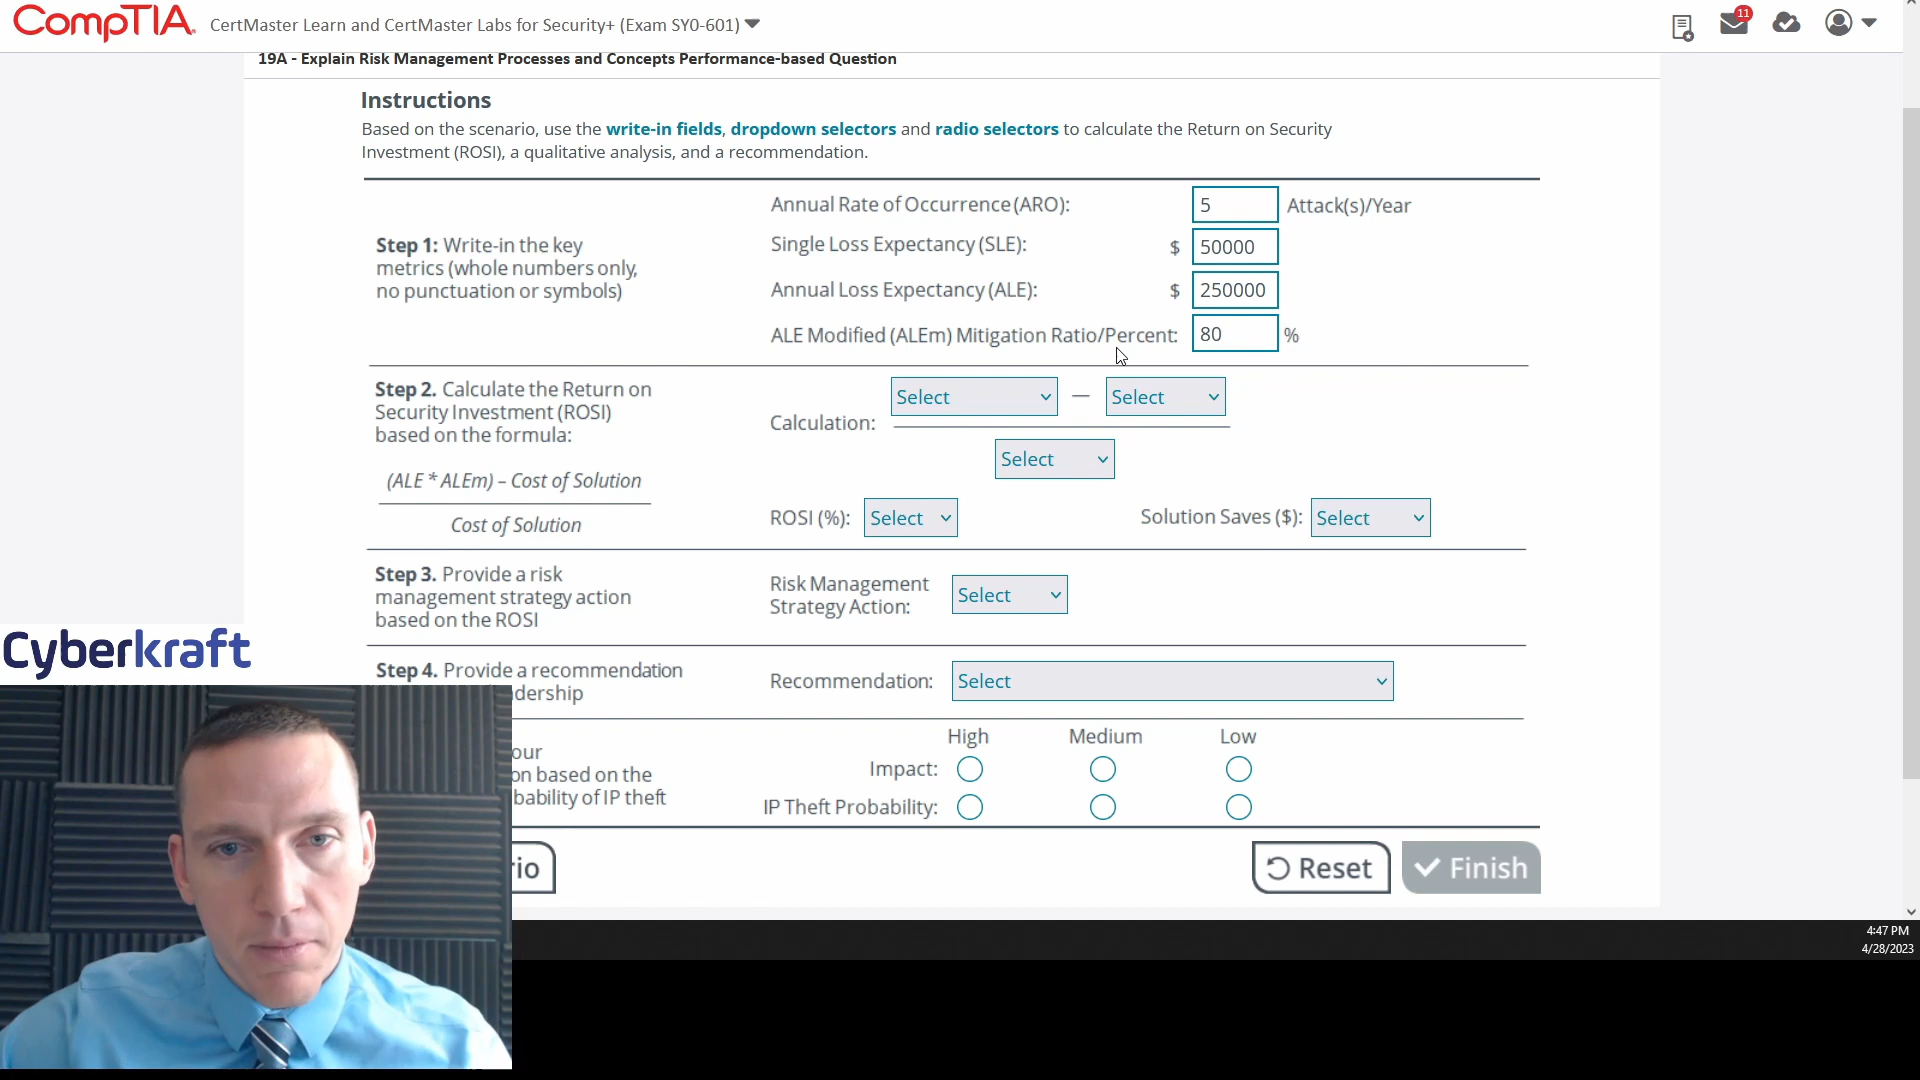 CompTIA.
CertMaster Learn and CertMaster Labs for Security+ (Exam SY0-601)
11
19A - Explain Risk Management Processes and Concepts Performance-based Question
Instructions
Based on the scenario, use the write-in fields, dropdown selectors and radio selectors to calculate the Return on Security
Investment (ROSI), a qualitative analysis, and a recommendation.
Step 1: Write-in the key
metrics (whole numbers only,
no punctuation or symbols)
Annual Rate of Occurrence (ARO): 5 Attack(s)/Year
Single Loss Expectancy (SLE): $ 50000
Annual Loss Expectancy (ALE): $ 250000
ALE Modified (ALEm) Mitigation Ratio/Percent: 80 %
Step 2. Calculate the Return on
Security Investment (ROSI)
based on the formula:
(ALE * ALEm) – Cost of Solution
Cost of Solution
Calculation: Select — Select
Select
ROSI (%): Select Solution Saves ($): Select
Step 3. Provide a risk
management strategy action
based on the ROSI
Risk Management
Strategy Action: Select
Step 4. Provide a recommendation
dership
Recommendation: Select
our
on based on the
bability of IP theft
High Medium Low
Impact:
IP Theft Probability:
io
Reset
Finish
Cyberkraft
4:47 PM
4/28/2023